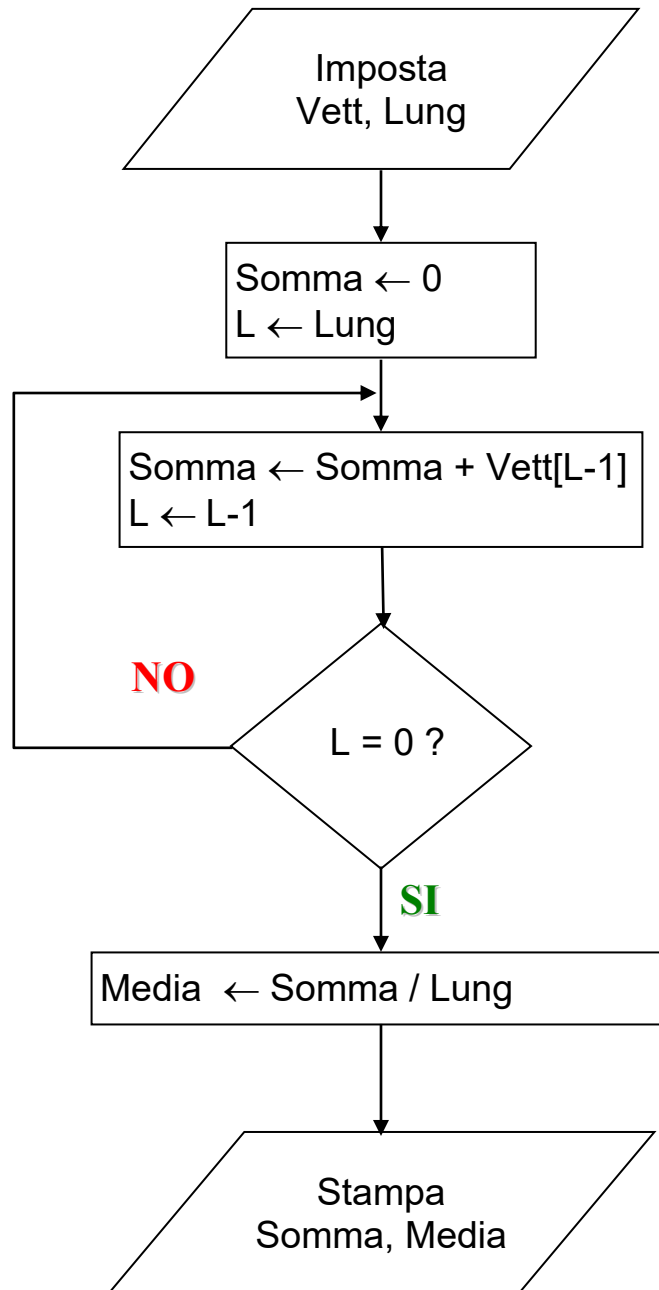 Imposta
Vett, Lung
Somma ← 0
L ← Lung
Somma ← Somma + Vett[L-1]
L ← L-1
NO
L = 0 ?
SI
Media ← Somma / Lung
Stampa
Somma, Media